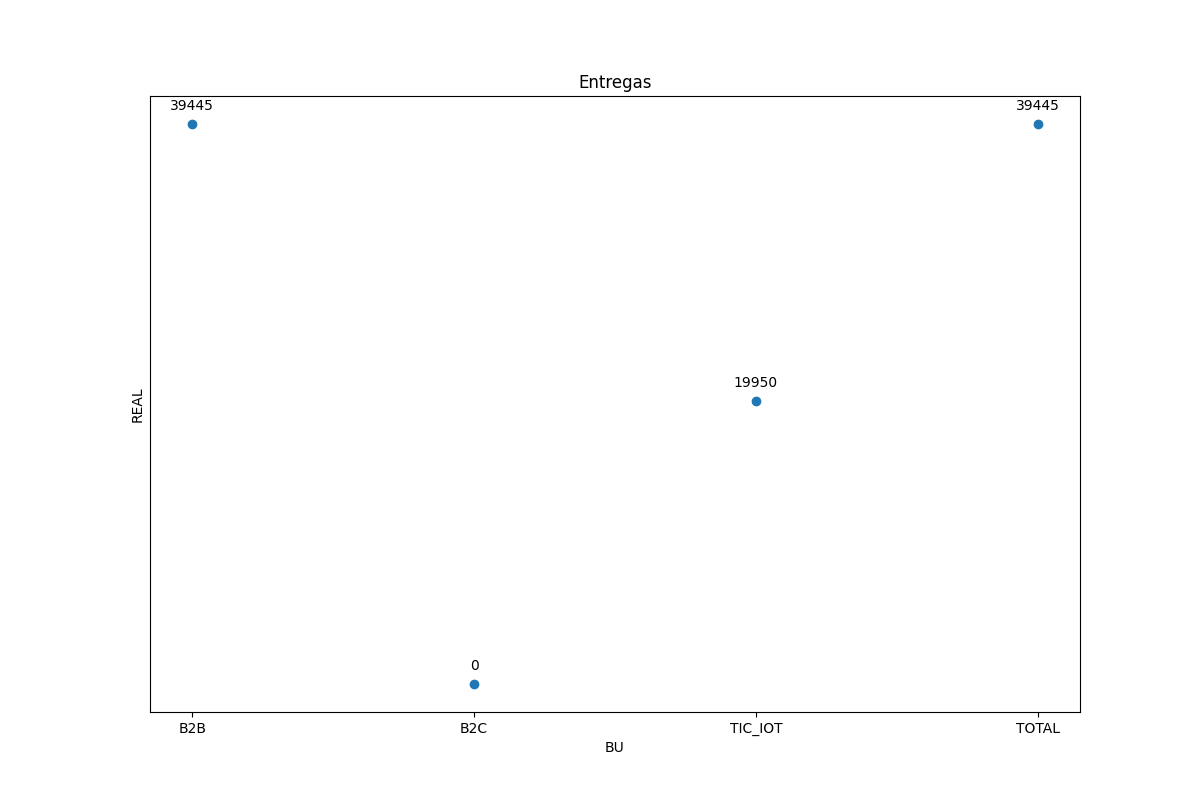 Entregas
39445
39445
19950
0
REAL
B2B
B2C
TIC_IOT
TOTAL
BU